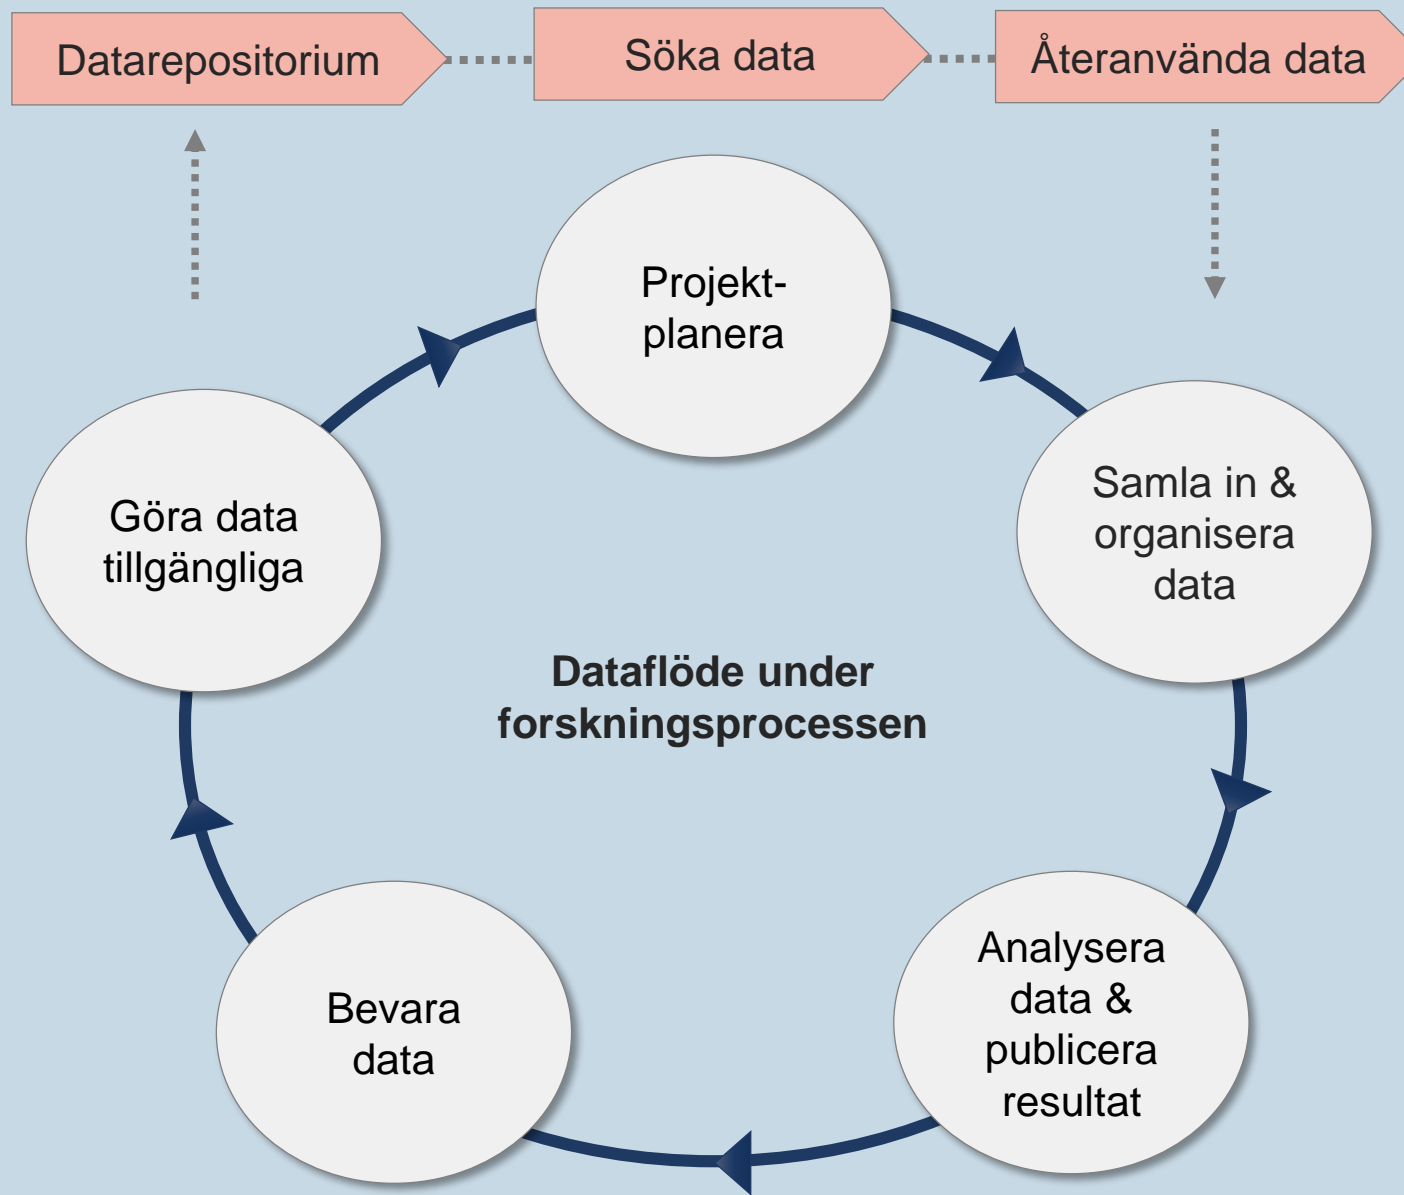 Datarepositorium
Söka data
Återanvända data
Projekt-
planera
Samla in &
organisera
data
Analysera
data &
publicera
resultat
Bevara
data
Göra data
tillgängliga
Dataflöde under
forskningsprocessen